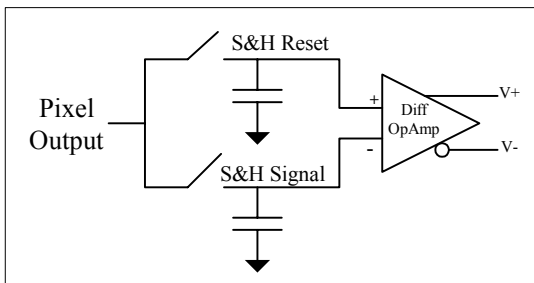 S&H Reset
Pixel
Output
+
-
Diff
OpAmp
V+
V-
S&H Signal